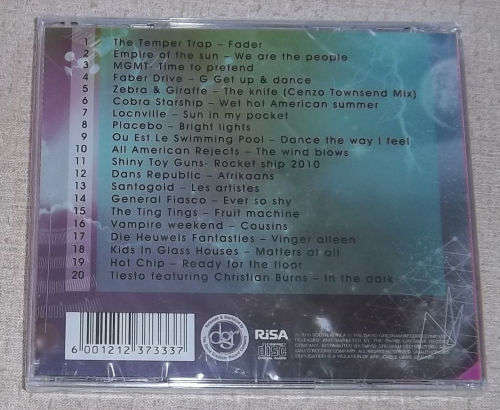 1 The Temper Trap – Fader
2 Empire of the sun – We are the people
3 MGMT- Time to pretend
4 Faber Drive – G Get up & dance
5 Zebra & Giraffe – The knife (Cenzo Townsend Mix)
6 Cobra Starship – Wet hot American summer
7 Locnville – Sun in my pocket
8 Placebo – Bright lights
9 Ou Est Le Swimming Pool – Dance the way I feel
10 All American Rejects – The wind blows
11 Shiny Toy Guns- Rocket ship 2010
12 Dans Republic – Afrikaans
13 Santogold – Les artistes
14 General Fiasco – Ever so shy
15 The Ting Tings – Fruit machine
16 Vampire weekend – Cousins
17 Die Heuwels Fantasties – Vinger alleen
18 Kids In Glass Houses – Matters at all
19 Hot Chip – Ready for the floor
20 Tiesto featuring Christian Burns – In the dark
6 001212 373337
dgr
RiSA
disc